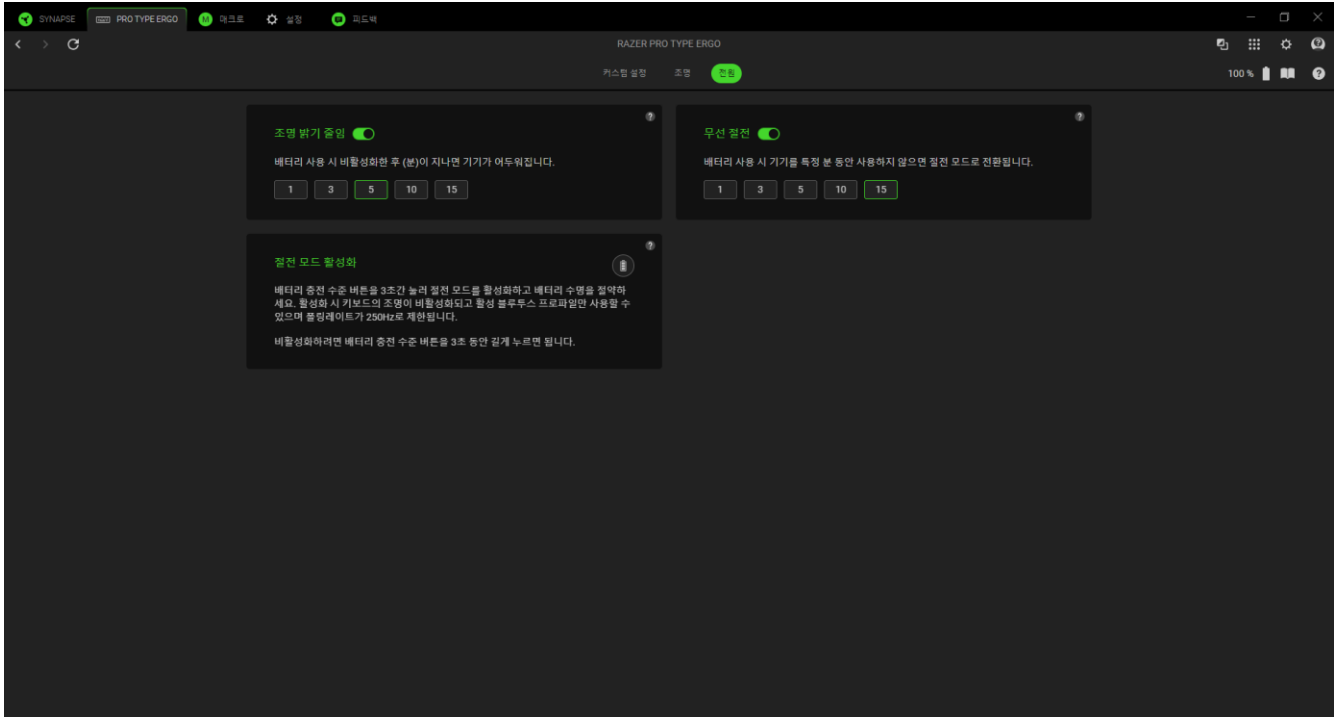 SYNAPSE PRO TYPE ERGO M 매크로 설정 피드백
RAZER PRO TYPE ERGO
커스텀 설정 조명 전원 100 %
조명 밝기 줄임
배터리 사용 시 비활성화한 후 (분)이 지나면 기기가 어두워집니다.
1 3 5 10 15
무선 절전
배터리 사용 시 기기를 특정 분 동안 사용하지 않으면 절전 모드로 전환됩니다.
1 3 5 10 15
절전 모드 활성화
배터리 충전 수준 버튼을 3초간 눌러 절전 모드를 활성화하고 배터리 수명을 절약하
세요. 활성화 시 키보드의 조명이 비활성화되고 활성 블루투스 프로파일만 사용할 수
있으며 폴링레이트가 250Hz로 제한됩니다.
비활성화하려면 배터리 충전 수준 버튼을 3초 동안 길게 누르면 됩니다.